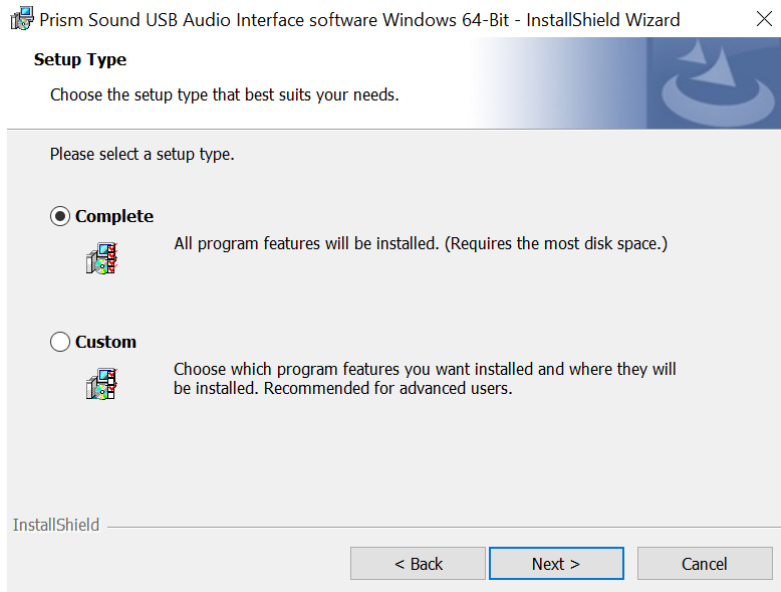 Prism Sound USB Audio Interface software Windows 64-Bit - InstallShield Wizard
Setup Type
Choose the setup type that best suits your needs.
Please select a setup type.
Complete
All program features will be installed. (Requires the most disk space.)
Custom
Choose which program features you want installed and where they will
be installed. Recommended for advanced users.
InstallShield
< Back
Next >
Cancel